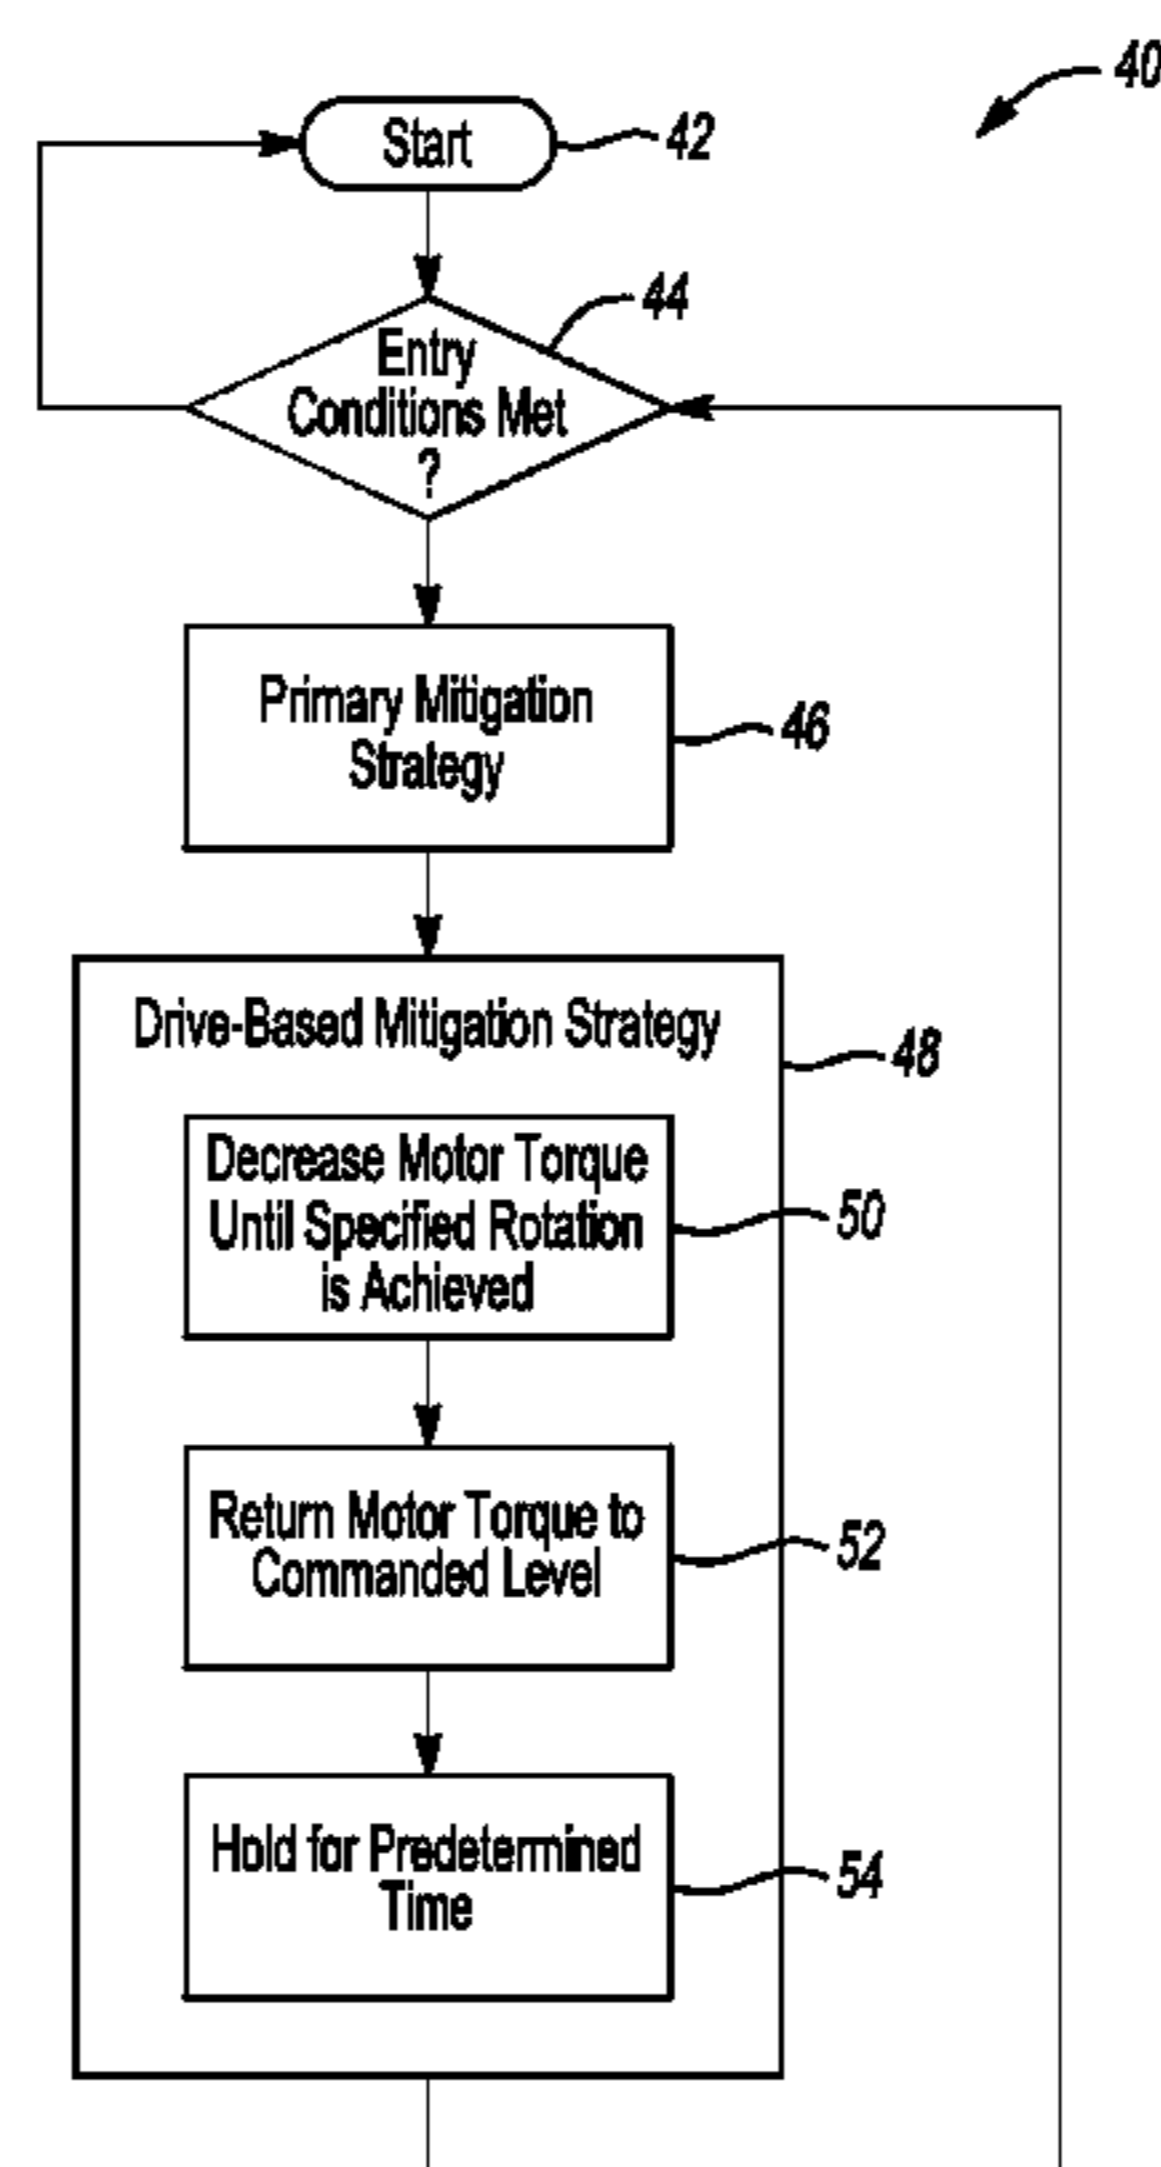 40
Start
42
44
Entry
Conditions Met
?
Primary Mitigation
Strategy
46
Drive-Based Mitigation Strategy
48
Decrease Motor Torque
Until Specified Rotation
is Achieved
50
Return Motor Torque to
Commanded Level
52
Hold for Predetermined
Time
54